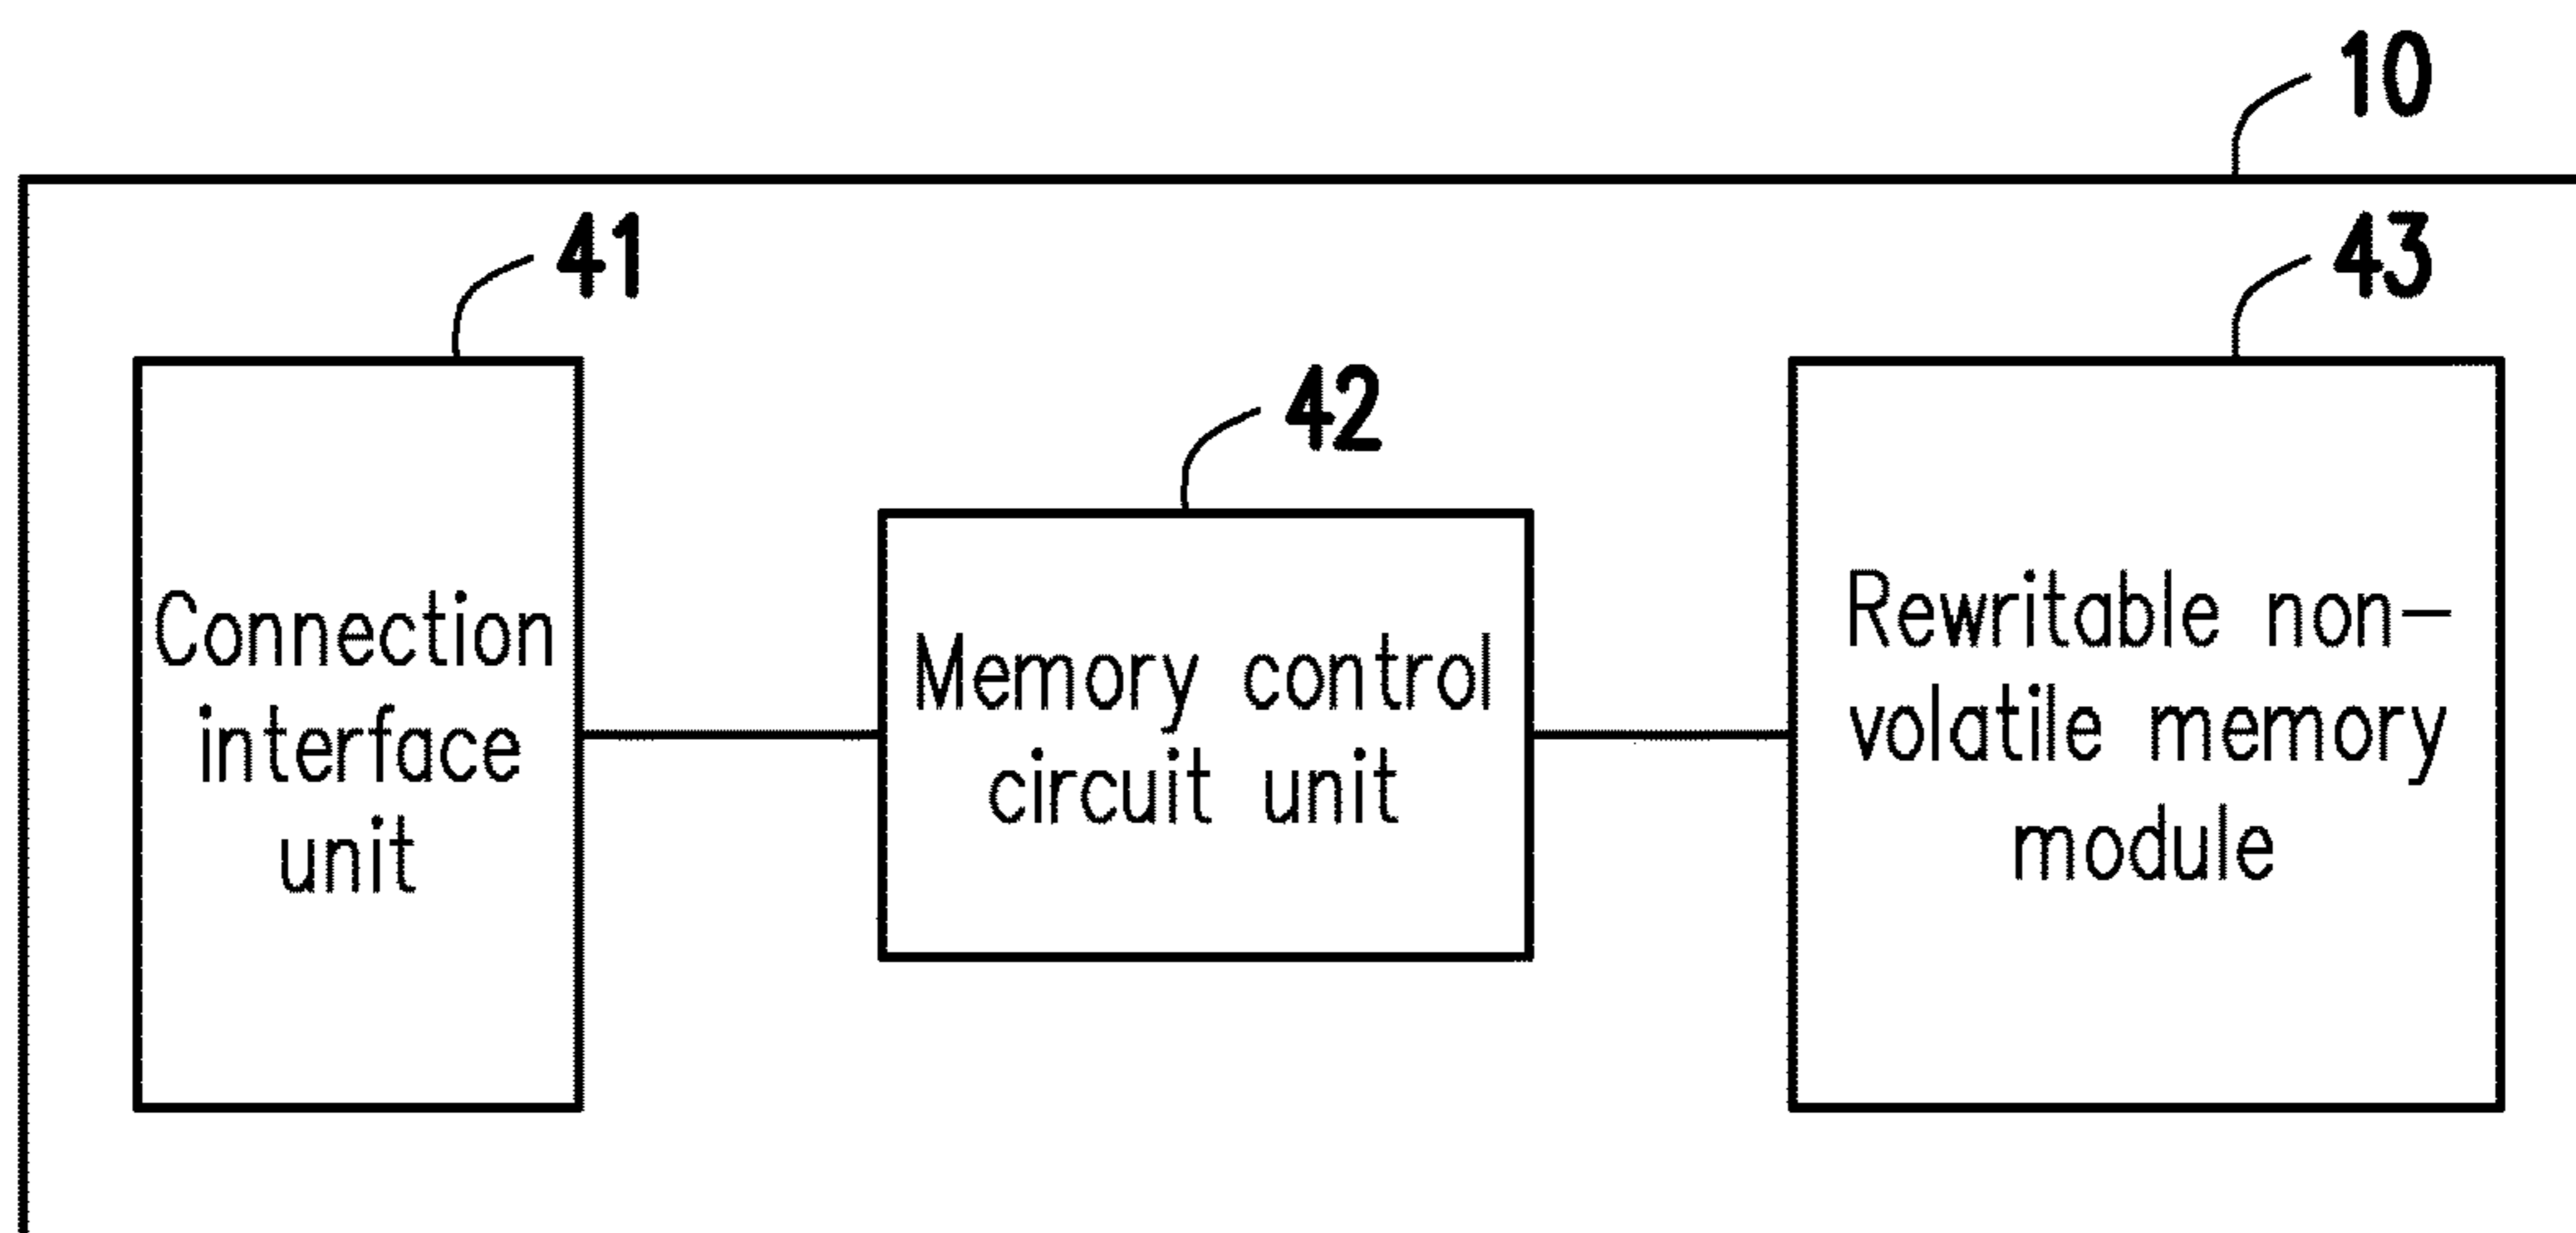 10
41
43
42
Connection
interface
unit
Memory control
circuit unit
Rewritable non-
volatile memory
module